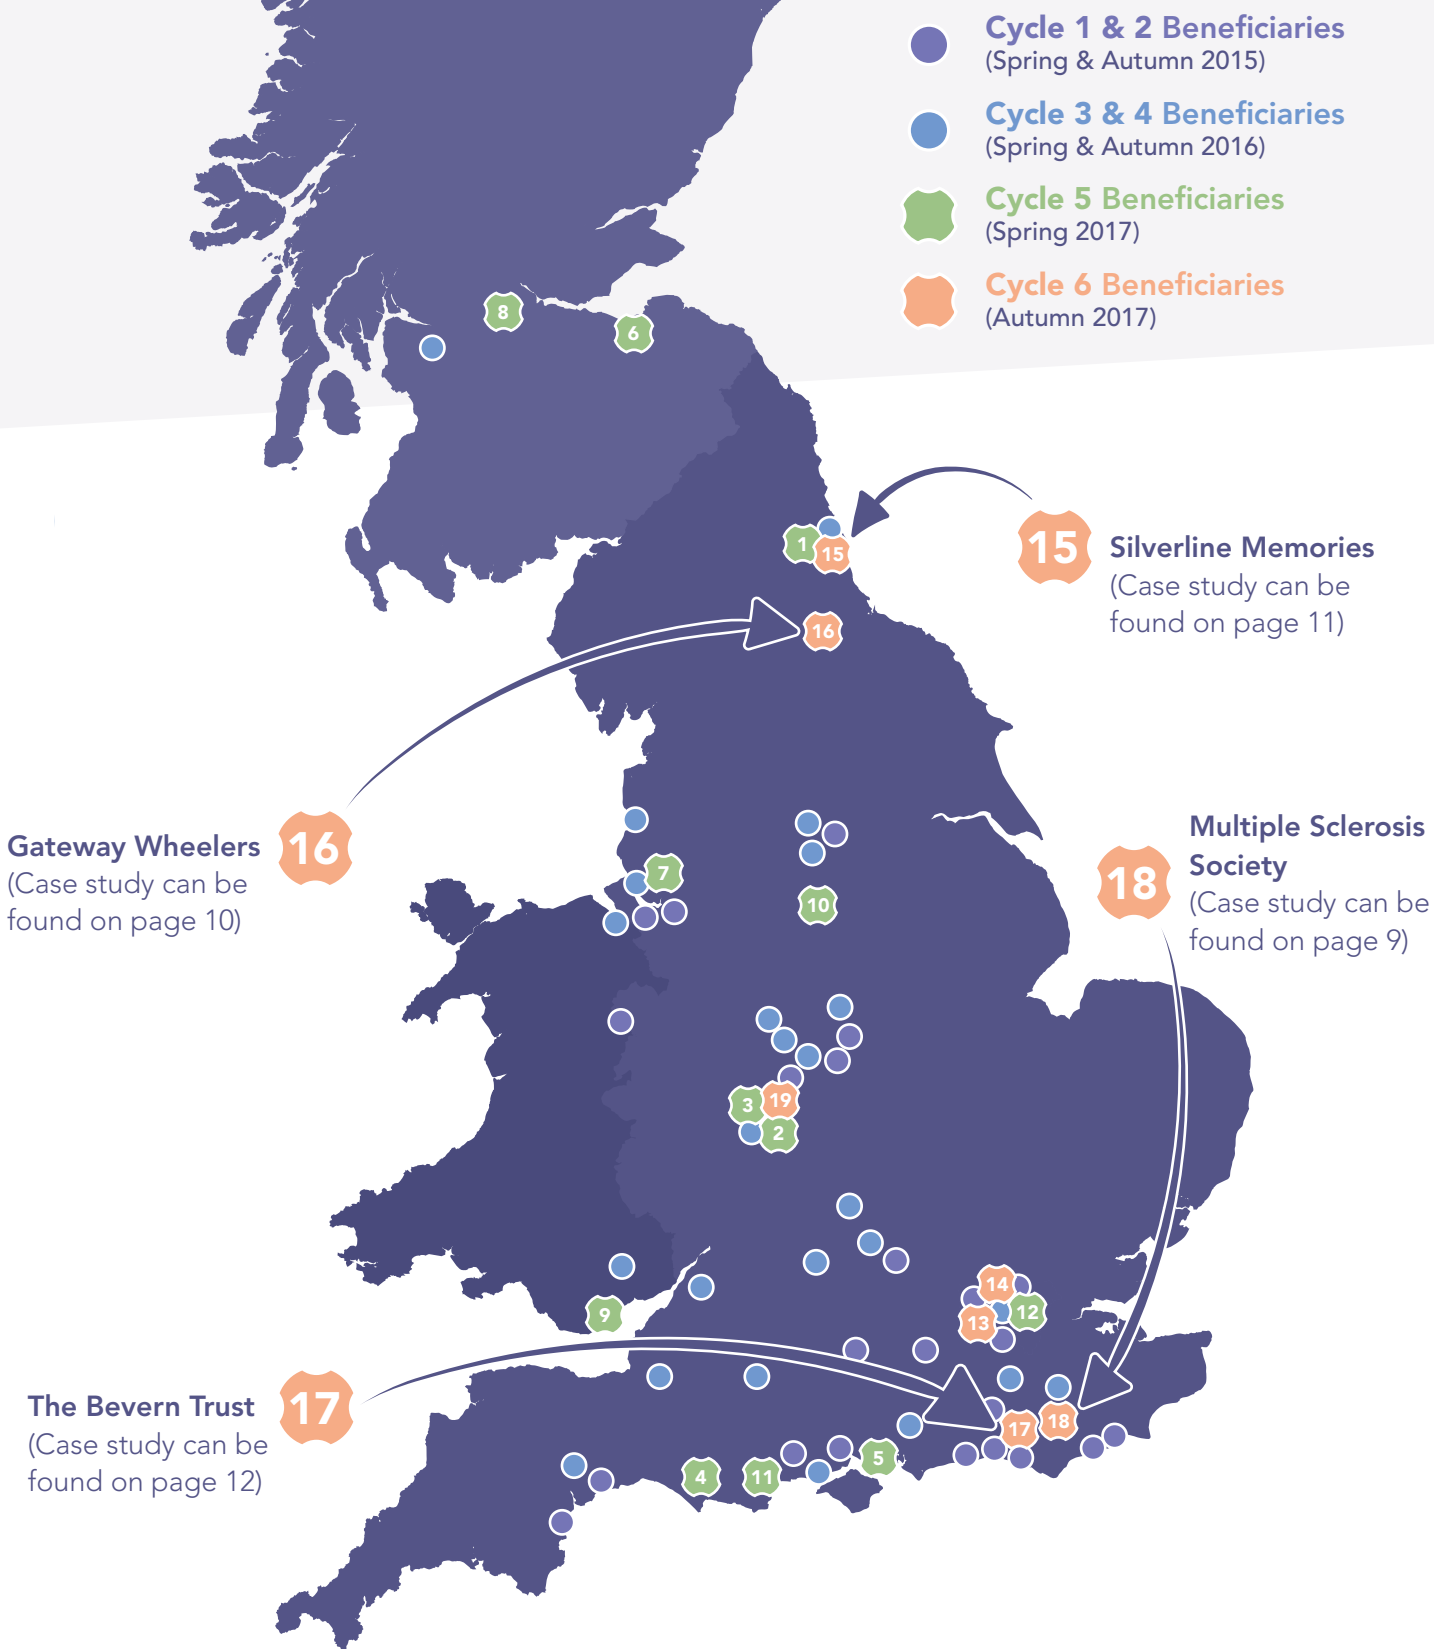 Cycle 1 & 2 Beneficiaries
(Spring & Autumn 2015)
Cycle 3 & 4 Beneficiaries
(Spring & Autumn 2016)
Cycle 5 Beneficiaries
(Spring 2017)
Cycle 6 Beneficiaries
(Autumn 2017)
8
6
1
15
15
Silverline Memories
(Case study can be
found on page 11)
16
16
Gateway Wheelers
(Case study can be
found on page 10)
7
10
18
Multiple Sclerosis
Society
(Case study can be
found on page 9)
3
19
2
14
12
13
9
17
The Bevern Trust
(Case study can be
found on page 12)
17
18
5
4
11